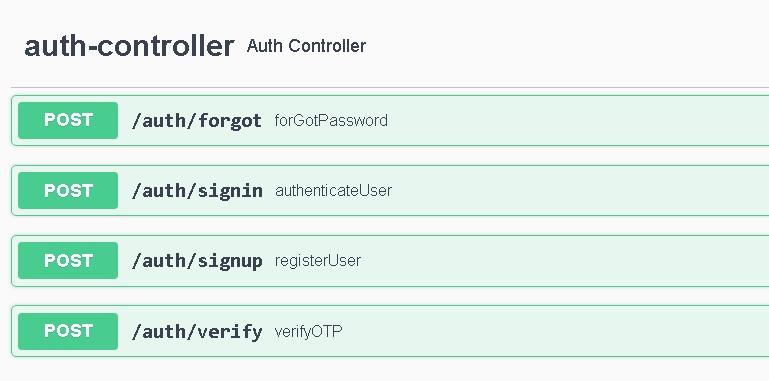 auth-controller Auth Controller
POST /auth/forgot forGotPassword
POST /auth/signin authenticateUser
POST /auth/signup registerUser
POST /auth/verify verifyOTP